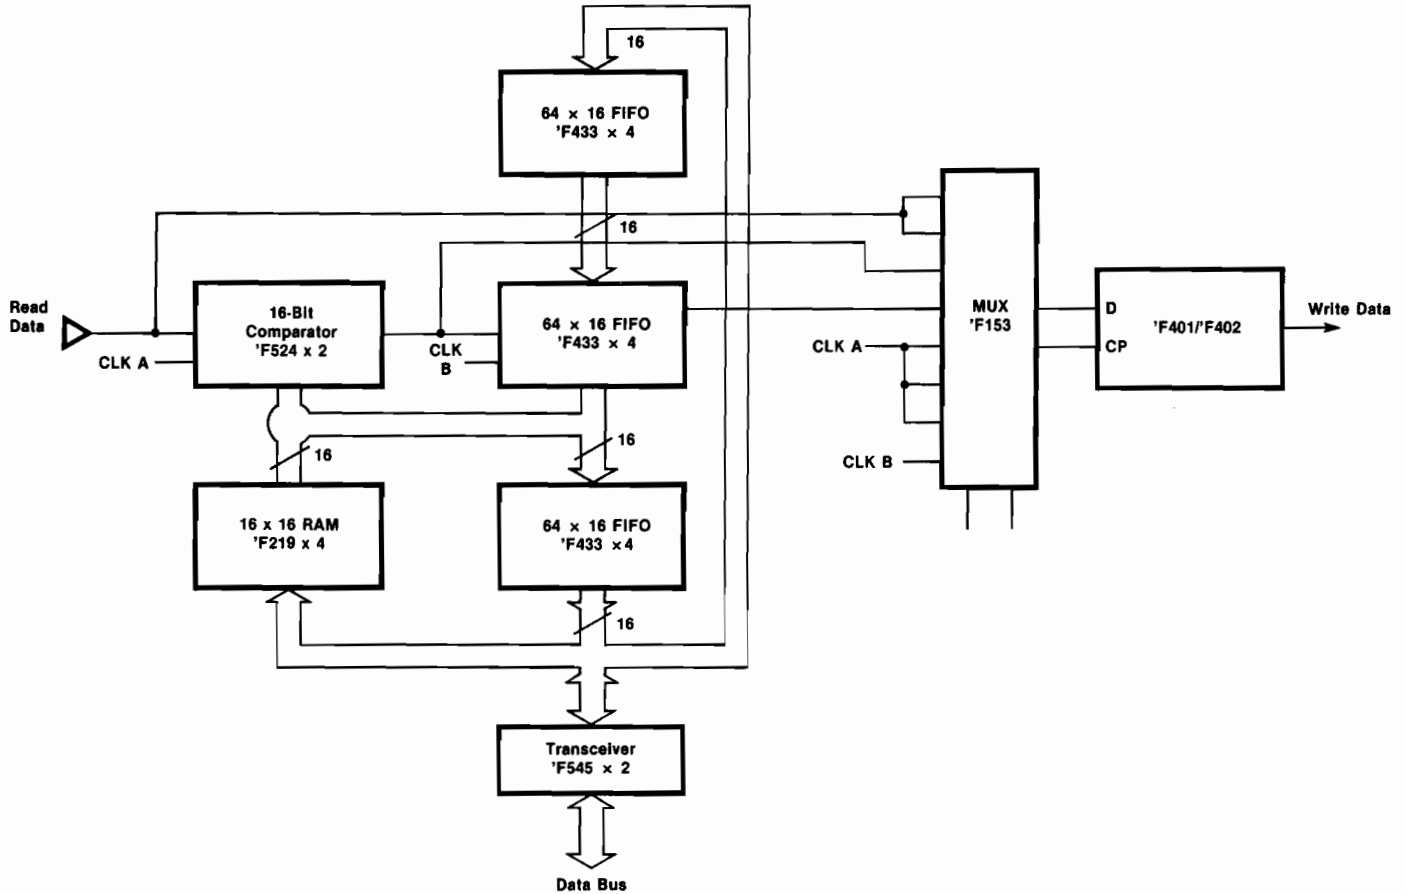 16
64 × 16 FIFO
'F433 × 4
16
Read
Data
16-Bit
Comparator
'F524 x 2
CLK A
CLK
B
64 × 16 FIFO
'F433 × 4
MUX
'F153
CLK A
CLK B
D
CP
'F401/'F402
Write Data
16
16
16 x 16 RAM
'F219 x 4
64 × 16 FIFO
'F433 ×4
16
Transceiver
'F545 × 2
Data Bus